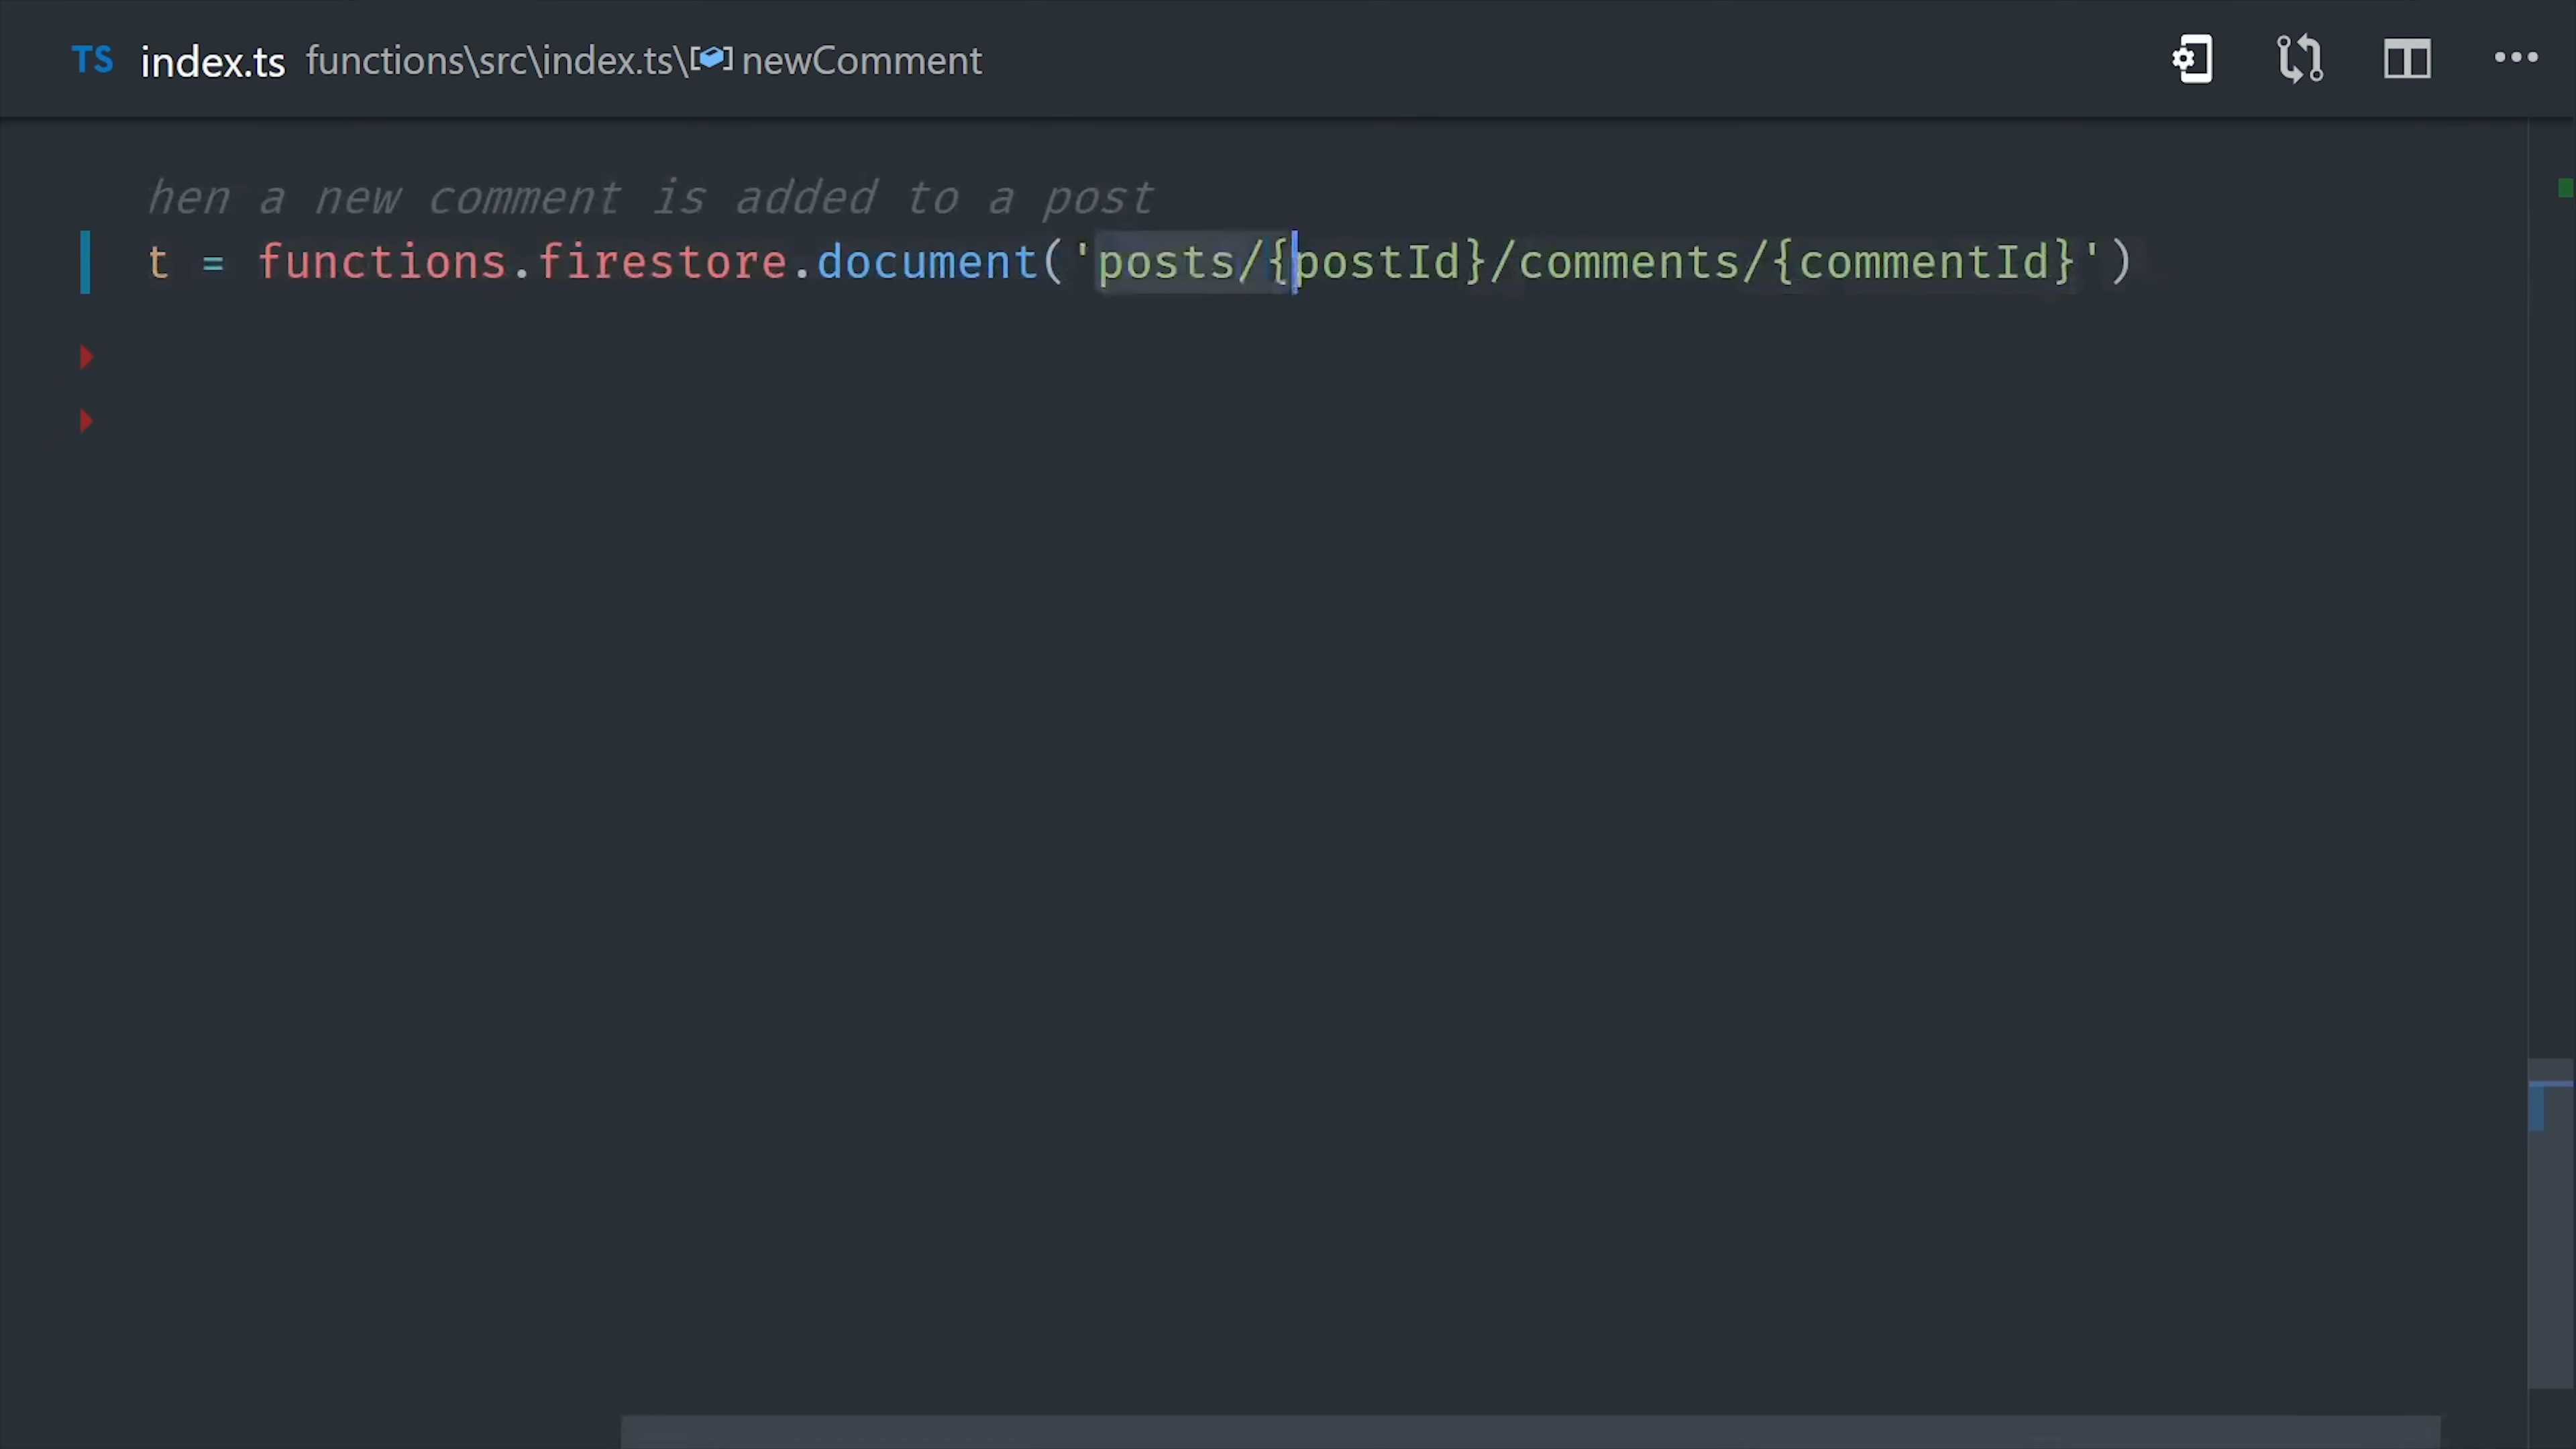 TS index.ts functions\src\index.ts\ newComment
hen a new comment is added to a post
t = functions.firestore.document('posts/{postId}/comments/{commentId}')